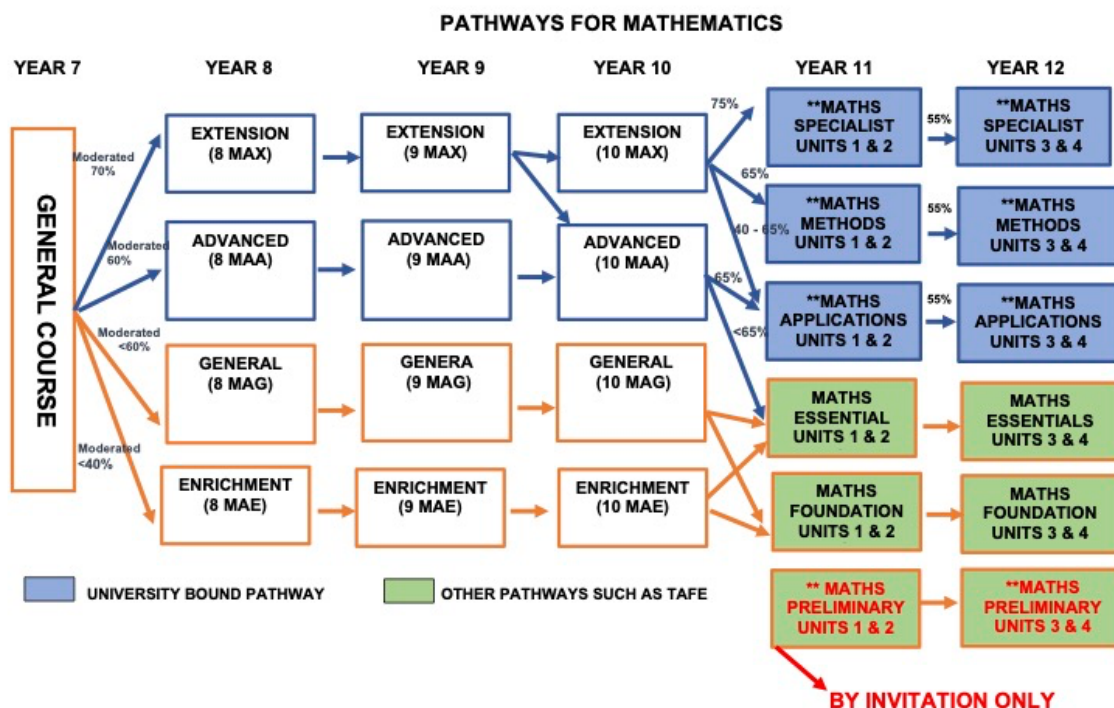 PATHWAYS FOR MATHEMATICS
YEAR 7
YEAR 8
YEAR 9
YEAR 10
YEAR 11
YEAR 12
GENERAL COURSE
Moderated
70%
Moderated
60%
Moderated
<60%
Moderated
<40%
EXTENSION
(8 MAX)
ADVANCED
(8 MAA)
GENERAL
(8 MAG)
ENRICHMENT
(8 MAE)
EXTENSION
(9 MAX)
ADVANCED
(9 MAA)
GENERA
(9 MAG)
ENRICHMENT
(9 MAE)
EXTENSION
(10 MAX)
ADVANCED
(10 MAA)
GENERAL
(10 MAG)
ENRICHMENT
(10 MAE)
75%
65%
40 - 65%
65%
<65%
**MATHS
SPECIALIST
UNITS 1 & 2
**MATHS
METHODS
UNITS 1 & 2
**MATHS
APPLICATIONS
UNITS 1 & 2
MATHS
ESSENTIAL
UNITS 1 & 2
MATHS
FOUNDATION
UNITS 1 & 2
** MATHS
PRELIMINARY
UNITS 1 & 2
55%
55%
55%
**MATHS
SPECIALIST
UNITS 3 & 4
**MATHS
METHODS
UNITS 3 & 4
**MATHS
APPLICATIONS
UNITS 3 & 4
MATHS
ESSENTIALS
UNITS 3 & 4
MATHS
FOUNDATION
UNITS 3 & 4
**MATHS
PRELIMINARY
UNITS 3 & 4
UNIVERSITY BOUND PATHWAY
OTHER PATHWAYS SUCH AS TAFE
BY INVITATION ONLY